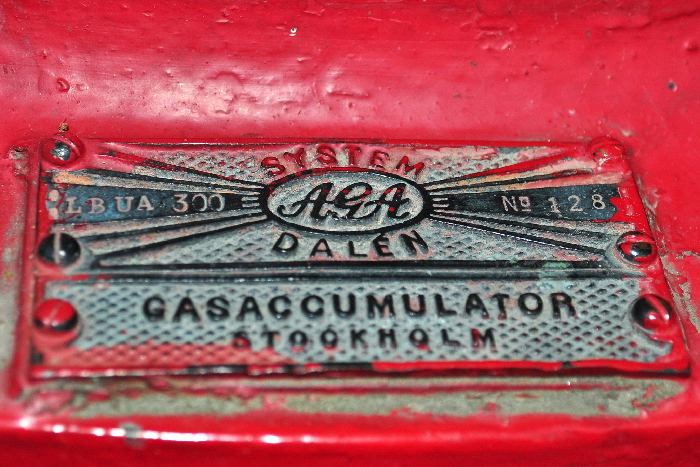 SYSTEM
LBUA 300 AGA No 128
DALÉN
GASACCUMULATOR
STOCKHOLM